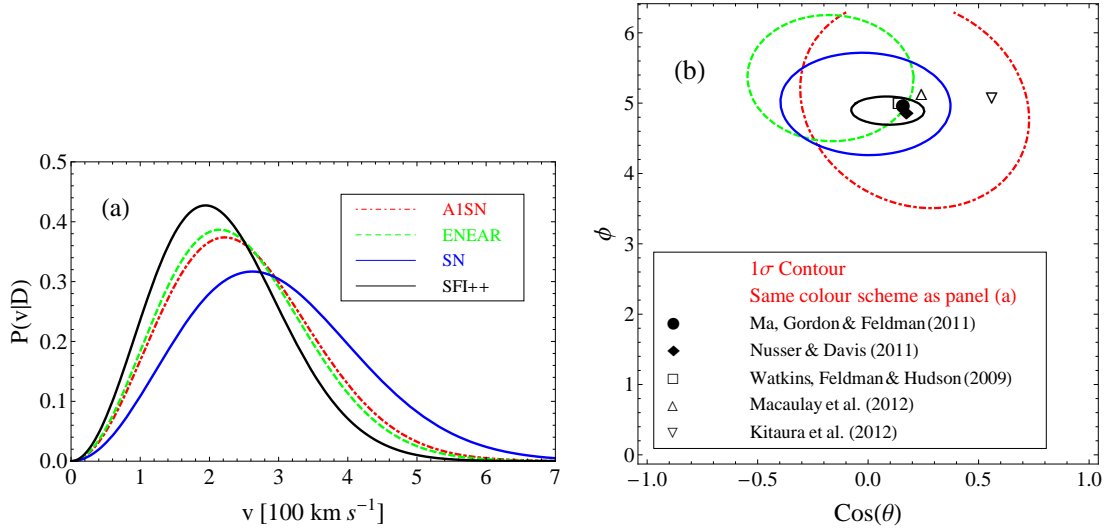 (a)
A1SN
ENEAR
SN
SFI++
P(v|D)
0.5
0.4
0.3
0.2
0.1
0.0
0 1 2 3 4 5 6 7
v [100 km s⁻¹]
(b)
ϕ
6
5
4
3
2
1
0
1σ Contour
Same colour scheme as panel (a)
Ma, Gordon & Feldman (2011)
Nusser & Davis (2011)
Watkins, Feldman & Hudson (2009)
Macaulay et al. (2012)
Kitaura et al. (2012)
−1.0 −0.5 0.0 0.5 1.0
Cos(θ)